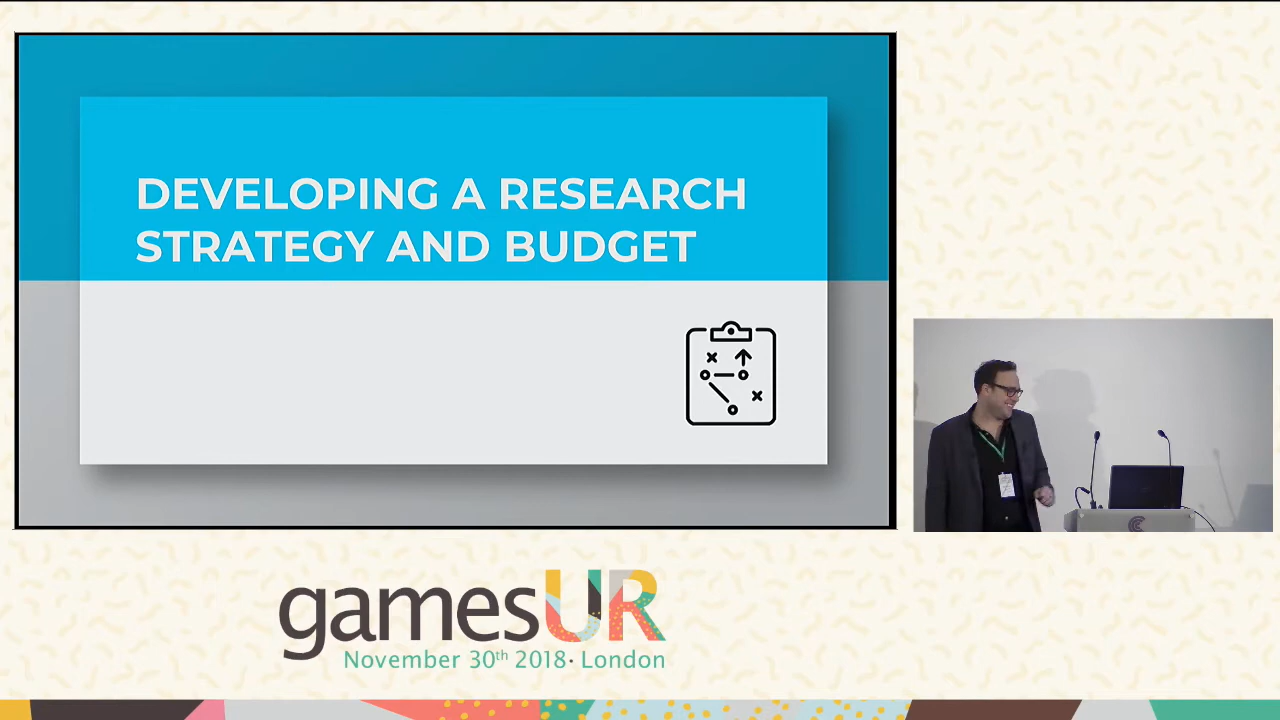 DEVELOPING A RESEARCH
STRATEGY AND BUDGET
gamesUR
November 30th 2018· London